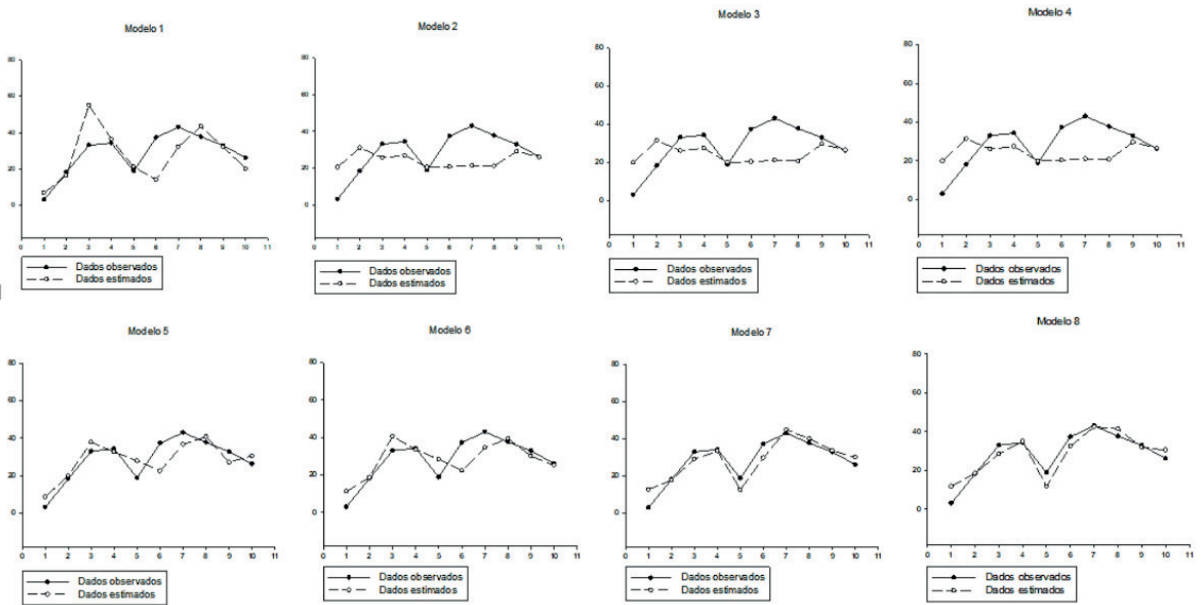 Modelo 1
80
60
40
20
0
0 1 2 3 4 5 6 7 8 9 10 11
Dados observados
Dados estimados
Modelo 2
80
60
40
20
0
0 1 2 3 4 5 6 7 8 9 10 11
Dados observados
Dados estimados
Modelo 3
80
60
40
20
0
0 1 2 3 4 5 6 7 8 9 10 11
Dados observados
Dados estimados
Modelo 4
80
60
40
20
0
0 1 2 3 4 5 6 7 8 9 10 11
Dados observados
Dados estimados
Modelo 5
80
60
40
20
0
0 1 2 3 4 5 6 7 8 9 10 11
Dados observados
Dados estimados
Modelo 6
80
60
40
20
0
0 1 2 3 4 5 6 7 8 9 10 11
Dados observados
Dados estimados
Modelo 7
80
60
40
20
0
0 1 2 3 4 5 6 7 8 9 10 11
Dados observados
Dados estimados
Modelo 8
80
60
40
20
0
0 1 2 3 4 5 6 7 8 9 10 11
Dados observados
Dados estimados